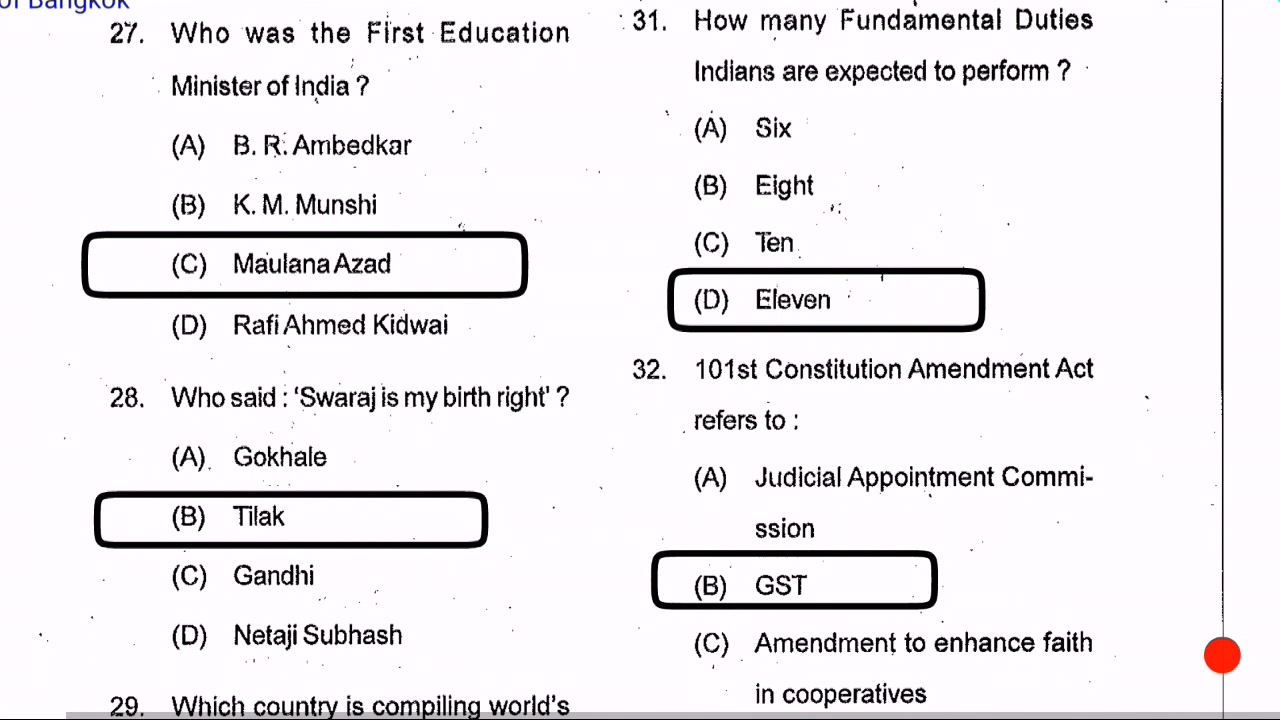 of Bangkok
27. Who was the First Education
Minister of India ?
(A) B. R. Ambedkar
(B) K. M. Munshi
(C) Maulana Azad
(D) Rafi Ahmed Kidwai
28. Who said : 'Swaraj is my birth right' ?
(A) Gokhale
(B) Tilak
(C) Gandhi
(D) Netaji Subhash
29. Which country is compiling world's
31. How many Fundamental Duties
Indians are expected to perform ?
(A) Six
(B) Eight
(C) Ten
(D) Eleven
32. 101st Constitution Amendment Act
refers to :
(A) Judicial Appointment Commi-
ssion
(B) GST
(C) Amendment to enhance faith
in cooperatives